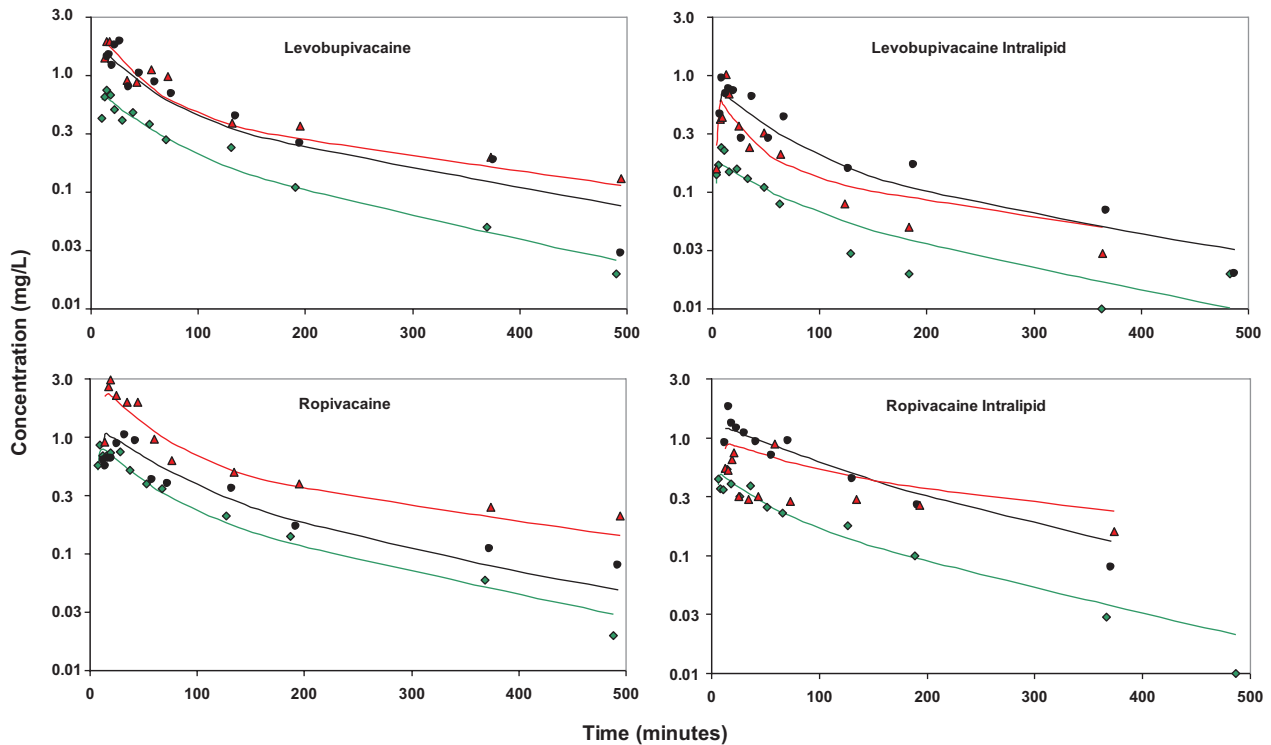 Concentration (mg/L)
Levobupivacaine
3.0
1.0
0.3
0.1
0.03
0.01
0 100 200 300 400 500
Levobupivacaine Intralipid
3.0
1.0
0.3
0.1
0.03
0.01
0 100 200 300 400 500
Ropivacaine
3.0
1.0
0.3
0.1
0.03
0.01
0 100 200 300 400 500
Ropivacaine Intralipid
3.0
1.0
0.3
0.1
0.03
0.01
0 100 200 300 400 500
Time (minutes)